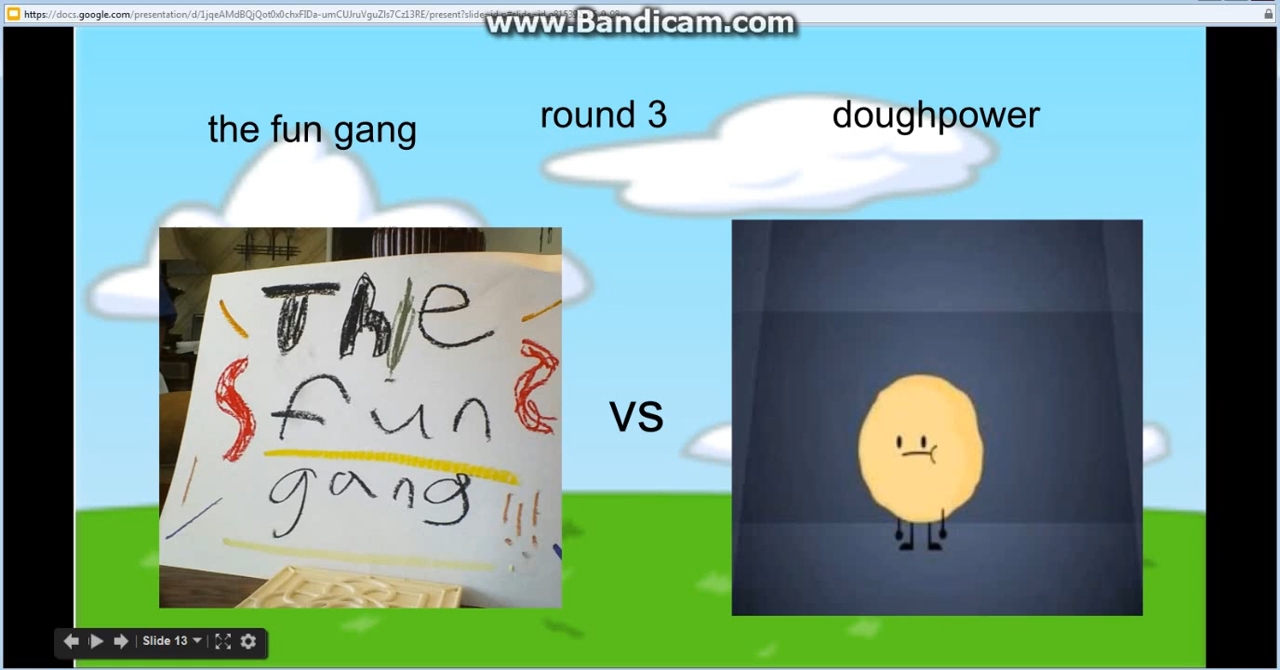 www.Bandicam.com
the fun gang
round 3
doughpower
The
fun
gang
!!!
vs
Slide 13